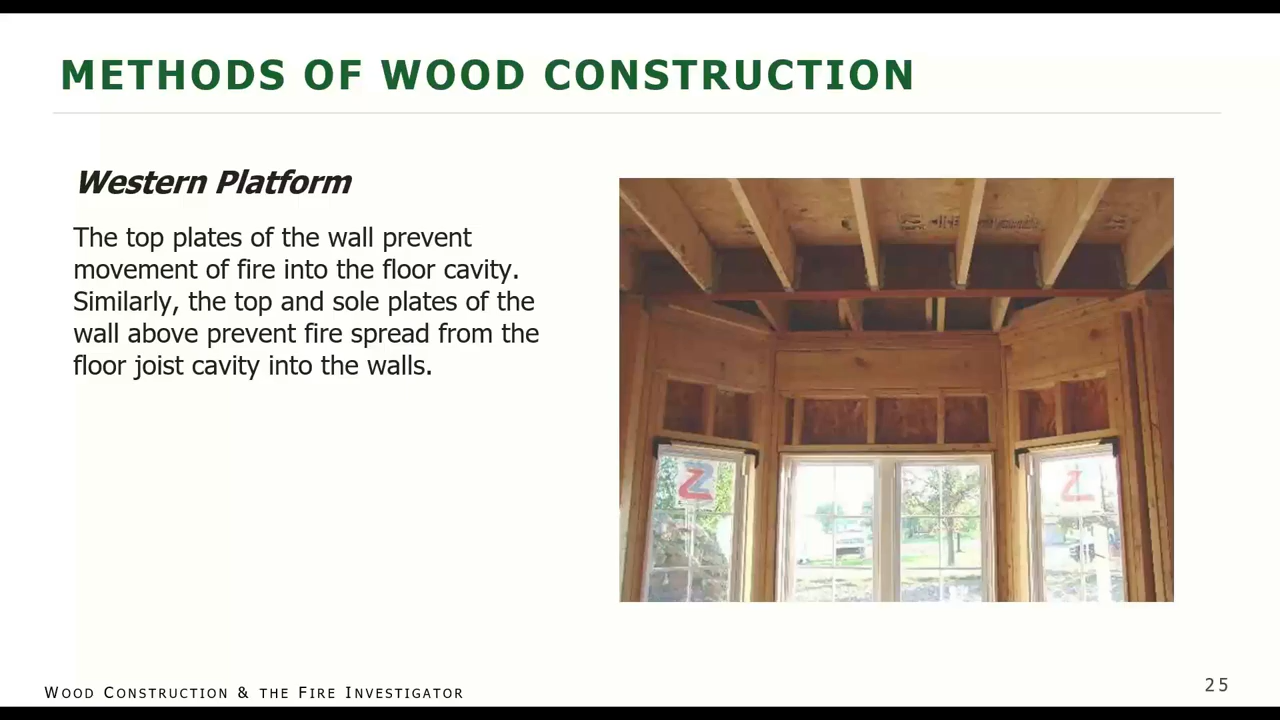 METHODS OF WOOD CONSTRUCTION
Western Platform
The top plates of the wall prevent
movement of fire into the floor cavity.
Similarly, the top and sole plates of the
wall above prevent fire spread from the
floor joist cavity into the walls.
Z
Z
WOOD CONSTRUCTION & THE FIRE INVESTIGATOR
25